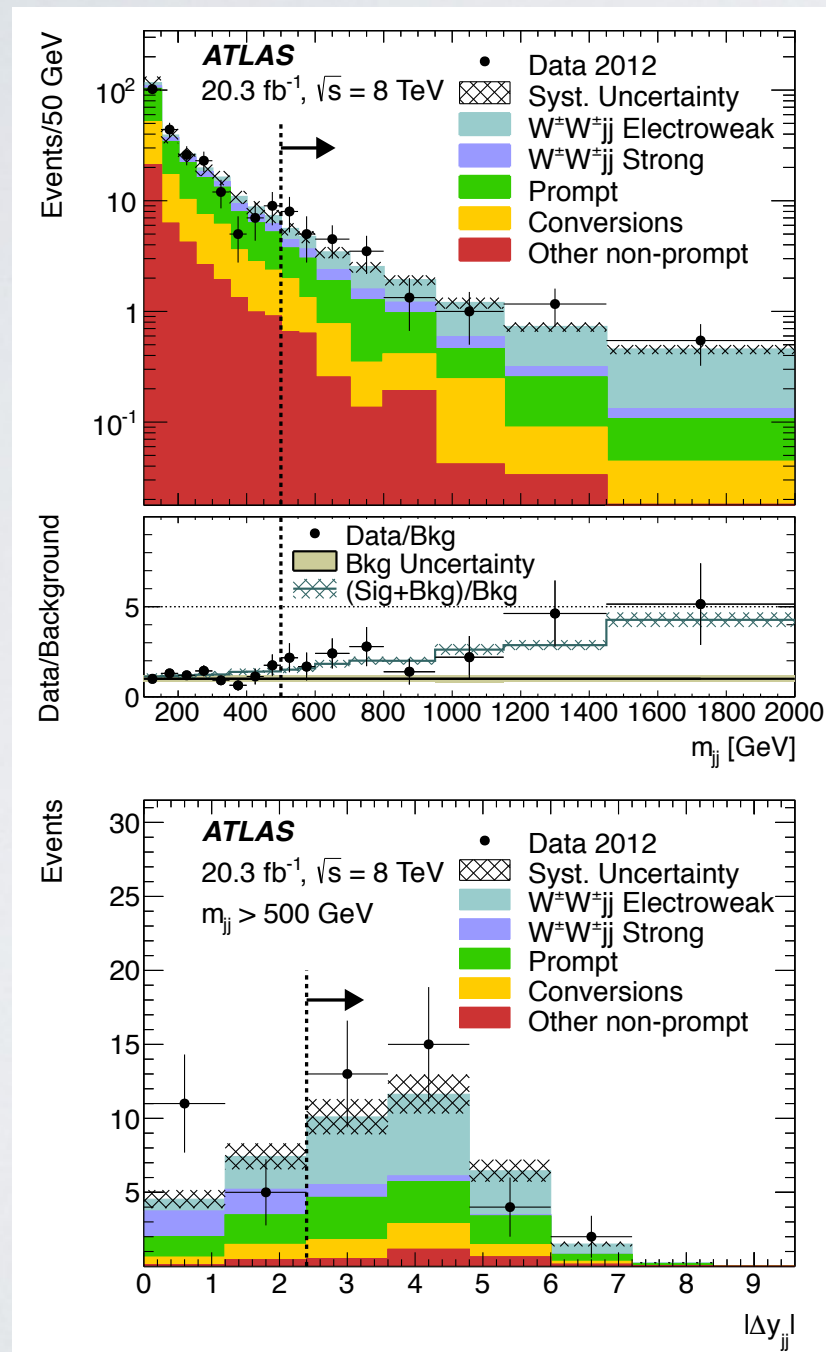 ATLAS
20.3 fb⁻¹, √s = 8 TeV
Data 2012
Syst. Uncertainty
W±W±jj Electroweak
W±W±jj Strong
Prompt
Conversions
Other non-prompt
Events/50 GeV
10²
10
1
10⁻¹
Data/Bkg
Bkg Uncertainty
(Sig+Bkg)/Bkg
Data/Background
5
0
200 400 600 800 1000 1200 1400 1600 1800 2000
m_jj [GeV]
ATLAS
20.3 fb⁻¹, √s = 8 TeV
m_jj > 500 GeV
Data 2012
Syst. Uncertainty
W±W±jj Electroweak
W±W±jj Strong
Prompt
Conversions
Other non-prompt
Events
30
25
20
15
10
5
0 1 2 3 4 5 6 7 8 9
|Δy_jj|